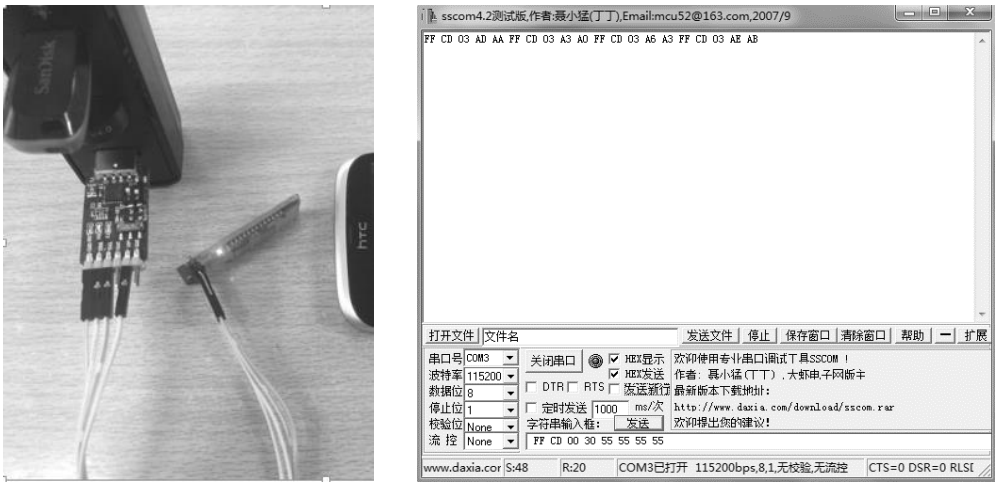 SanDisk
htc
sscom4.2测试版,作者:聂小猛(丁丁),Email:mcu52@163.com,2007/9
FF CD 03 AD AA FF CD 03 A3 A0 FF CD 03 A6 A3 FF CD 03 AE AB
打开文件 文件名 发送文件 停止 保存窗口 清除窗口 帮助 — 扩展
串口号 COM3 关闭串口 HEX显示 欢迎使用专业串口调试工具SSCOM !
波特率 115200 HEX发送 作者: 聂小猛(丁丁),大虾电子网版主
数据位 8 DTR RTS 发送新行 最新版本下载地址:
停止位 1 定时发送 1000 ms/次 http://www.daxia.com/download/sscom.rar
校验位 None 字符串输入框: 发送 欢迎提出您的建议!
流 控 None FF CD 00 30 55 55 55 55
www.daxia.cor S:48 R:20 COM3已打开 115200bps,8,1,无校验,无流控 CTS=0 DSR=0 RLSI